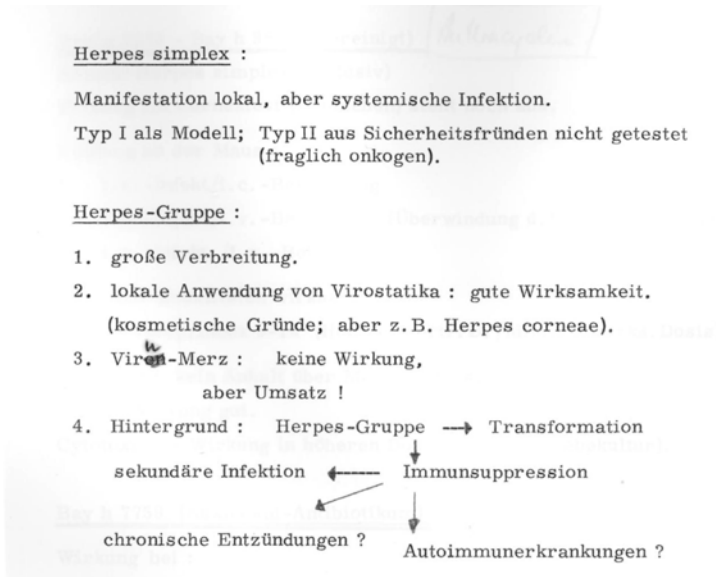 Herpes simplex :
Manifestation lokal, aber systemische Infektion.
Typ I als Modell; Typ II aus Sicherheitsfründen nicht getestet
(fraglich onkogen).
Herpes-Gruppe :
1. große Verbreitung.
2. lokale Anwendung von Virostatika : gute Wirksamkeit.
(kosmetische Gründe; aber z. B. Herpes corneae).
3. -Merz : keine Wirkung,
aber Umsatz !
4. Hintergrund : Herpes-Gruppe → Transformation
sekundäre Infektion ← Immunsuppression
chronische Entzündungen ?
Autoimmunerkrankungen ?